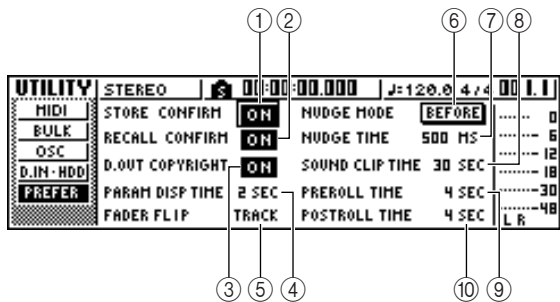 ① ② ⑥ ⑦ ⑧
UTILITY STEREO S 00:00:00.000 ♩=120.0 4/4 001.1
MIDI STORE CONFIRM ON NUDGE MODE BEFORE 0
BULK RECALL CONFIRM ON NUDGE TIME 500 MS 6
OSC 12
D.IN·HDD D.OUT COPYRIGHT ON SOUND CLIP TIME 30 SEC 18
PREFER PARAM DISP TIME 2 SEC PREROLL TIME 4 SEC 30
FADER FLIP TRACK POSTROLL TIME 4 SEC 48
L R
③ ⑤ ④ ⑩ ⑨